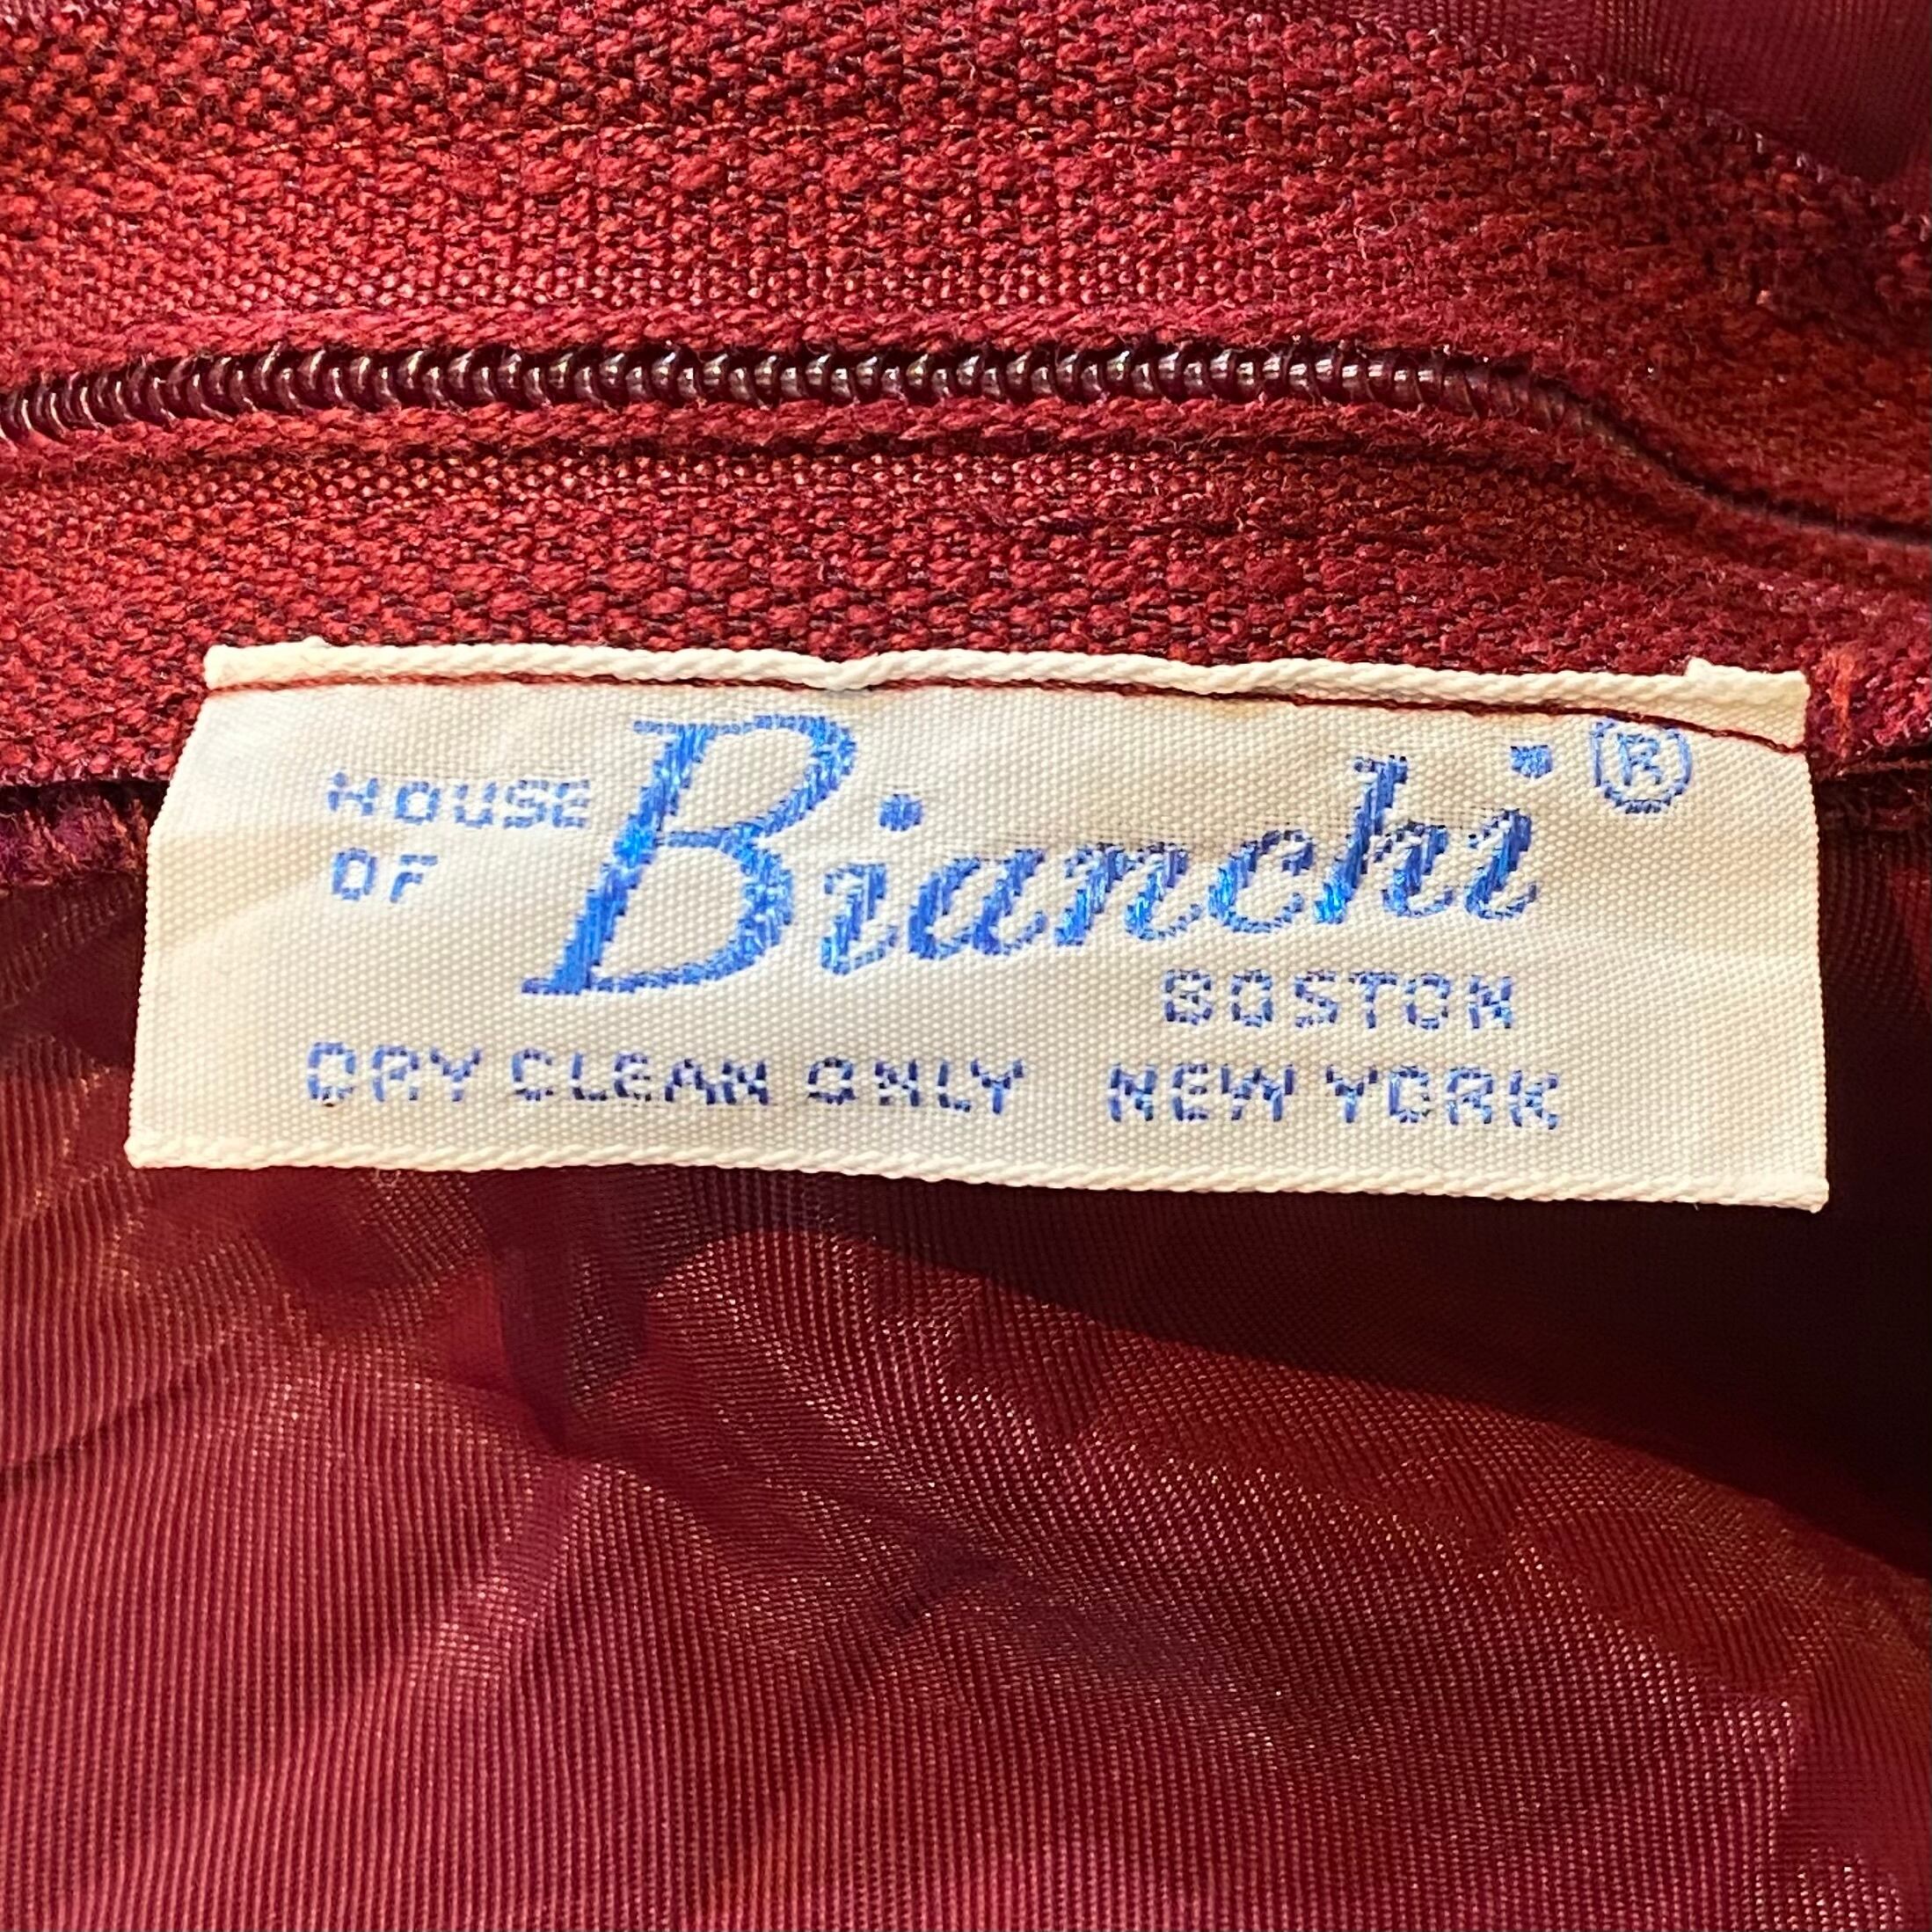 HOUSE
OF Bianchi ®
BOSTON
DRY CLEAN ONLY NEW YORK